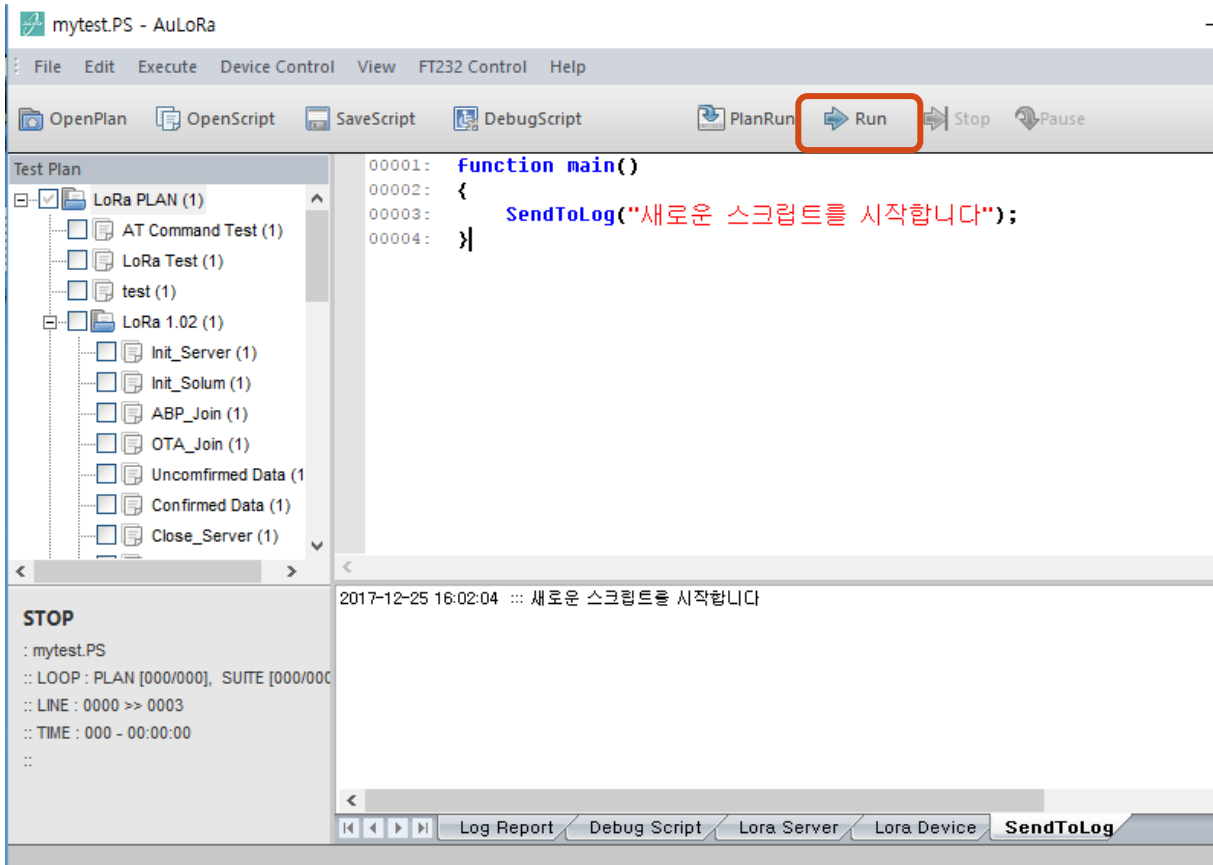 mytest.PS - AuLoRa
File Edit Execute Device Control View FT232 Control Help
OpenPlan OpenScript SaveScript DebugScript PlanRun Run Stop Pause
Test Plan
LoRa PLAN (1)
AT Command Test (1)
LoRa Test (1)
test (1)
LoRa 1.02 (1)
Init_Server (1)
Init_Solum (1)
ABP_Join (1)
OTA_Join (1)
Uncomfirmed Data (1
Confirmed Data (1)
Close_Server (1)
00001: function main()
00002: {
00003: SendToLog("새로운 스크립트를 시작합니다");
00004: }
STOP
: mytest.PS
:: LOOP : PLAN [000/000], SUITE [000/000
:: LINE : 0000 >> 0003
:: TIME : 000 - 00:00:00
::
2017-12-25 16:02:04 ::: 새로운 스크립트를 시작합니다
Log Report Debug Script Lora Server Lora Device SendToLog